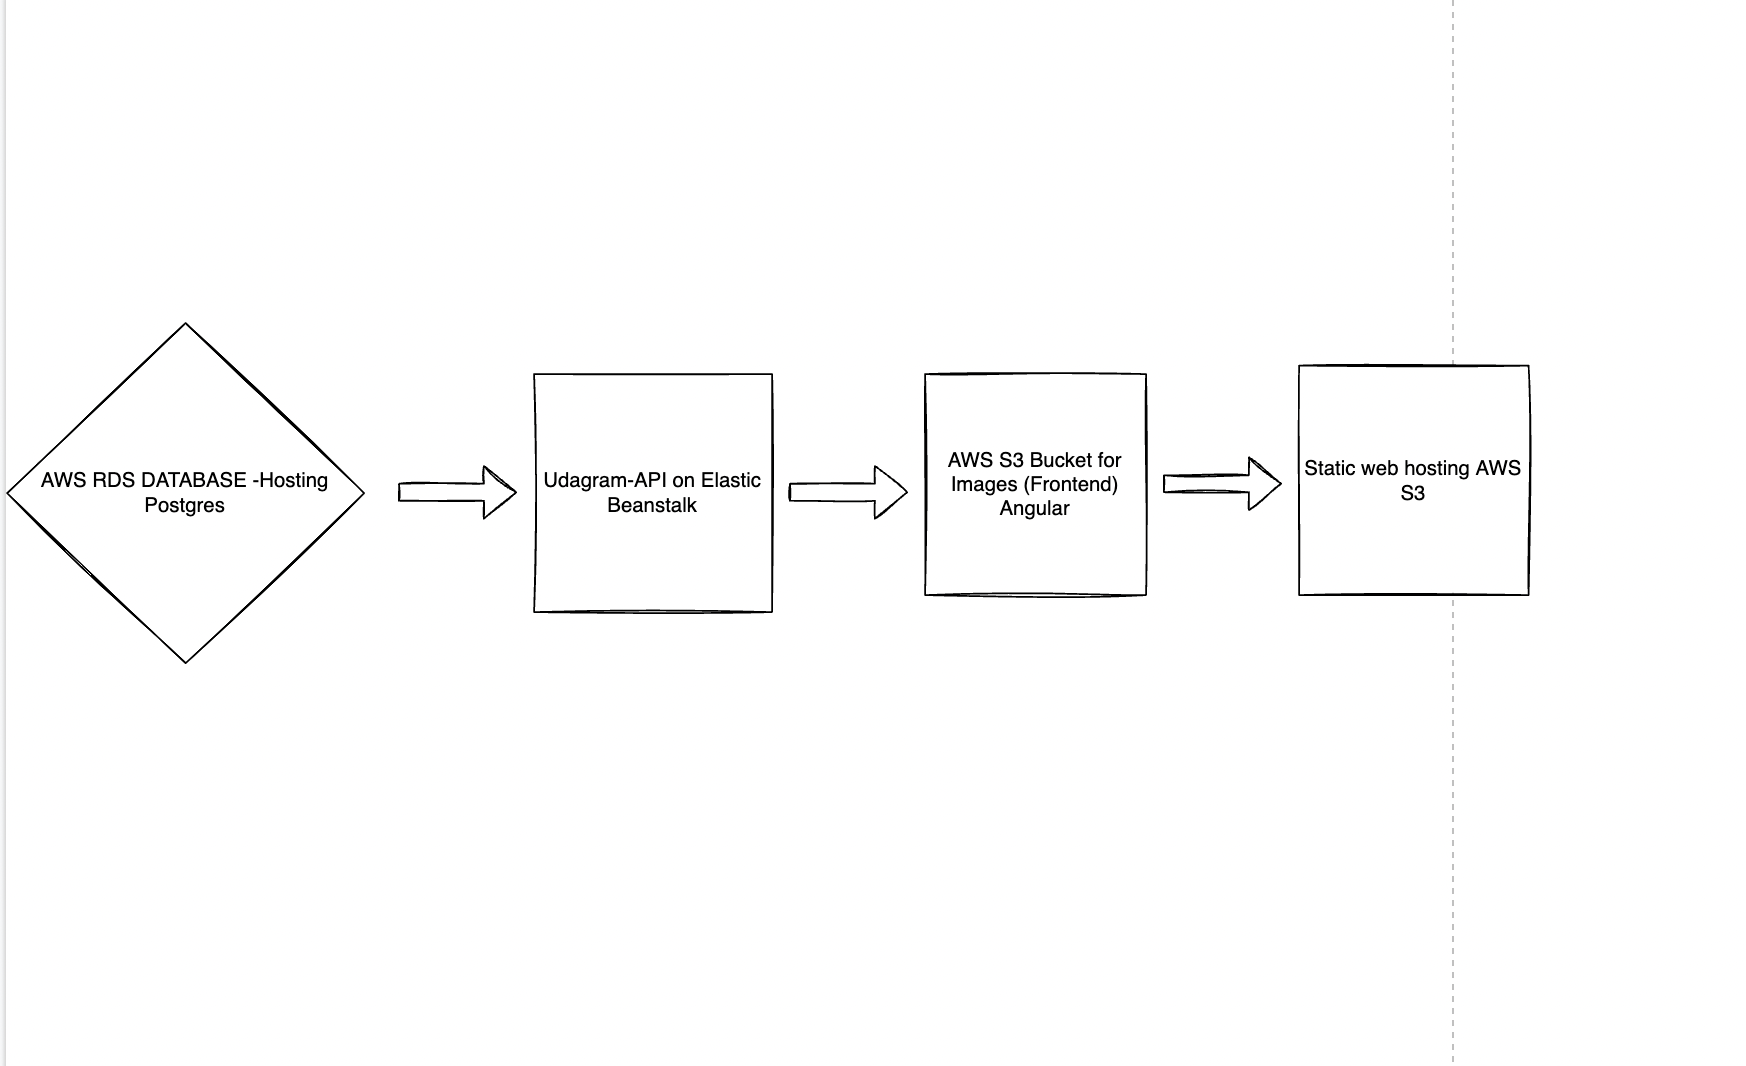 AWS RDS DATABASE -Hosting
Postgres
Udagram-API on Elastic
Beanstalk
AWS S3 Bucket for
Images (Frontend)
Angular
Static web hosting AWS
S3